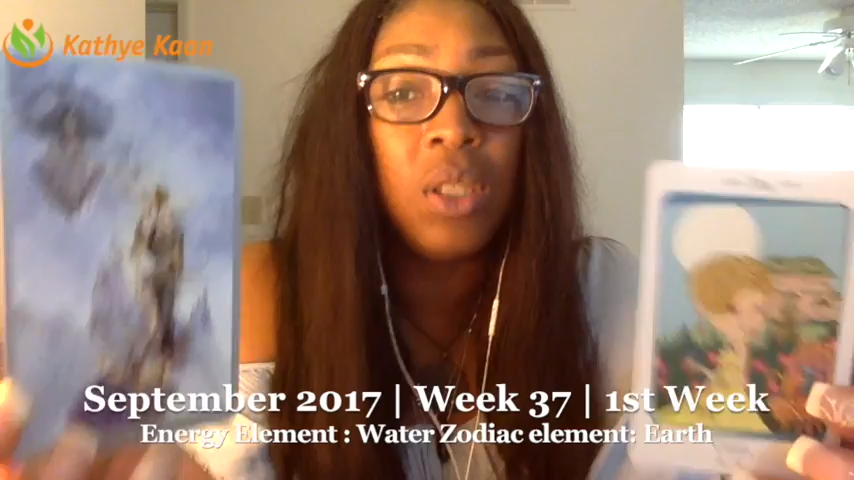 Kathye Kaan
September 2017 | Week 37 | 1st Week
Energy Element : Water Zodiac element: Earth